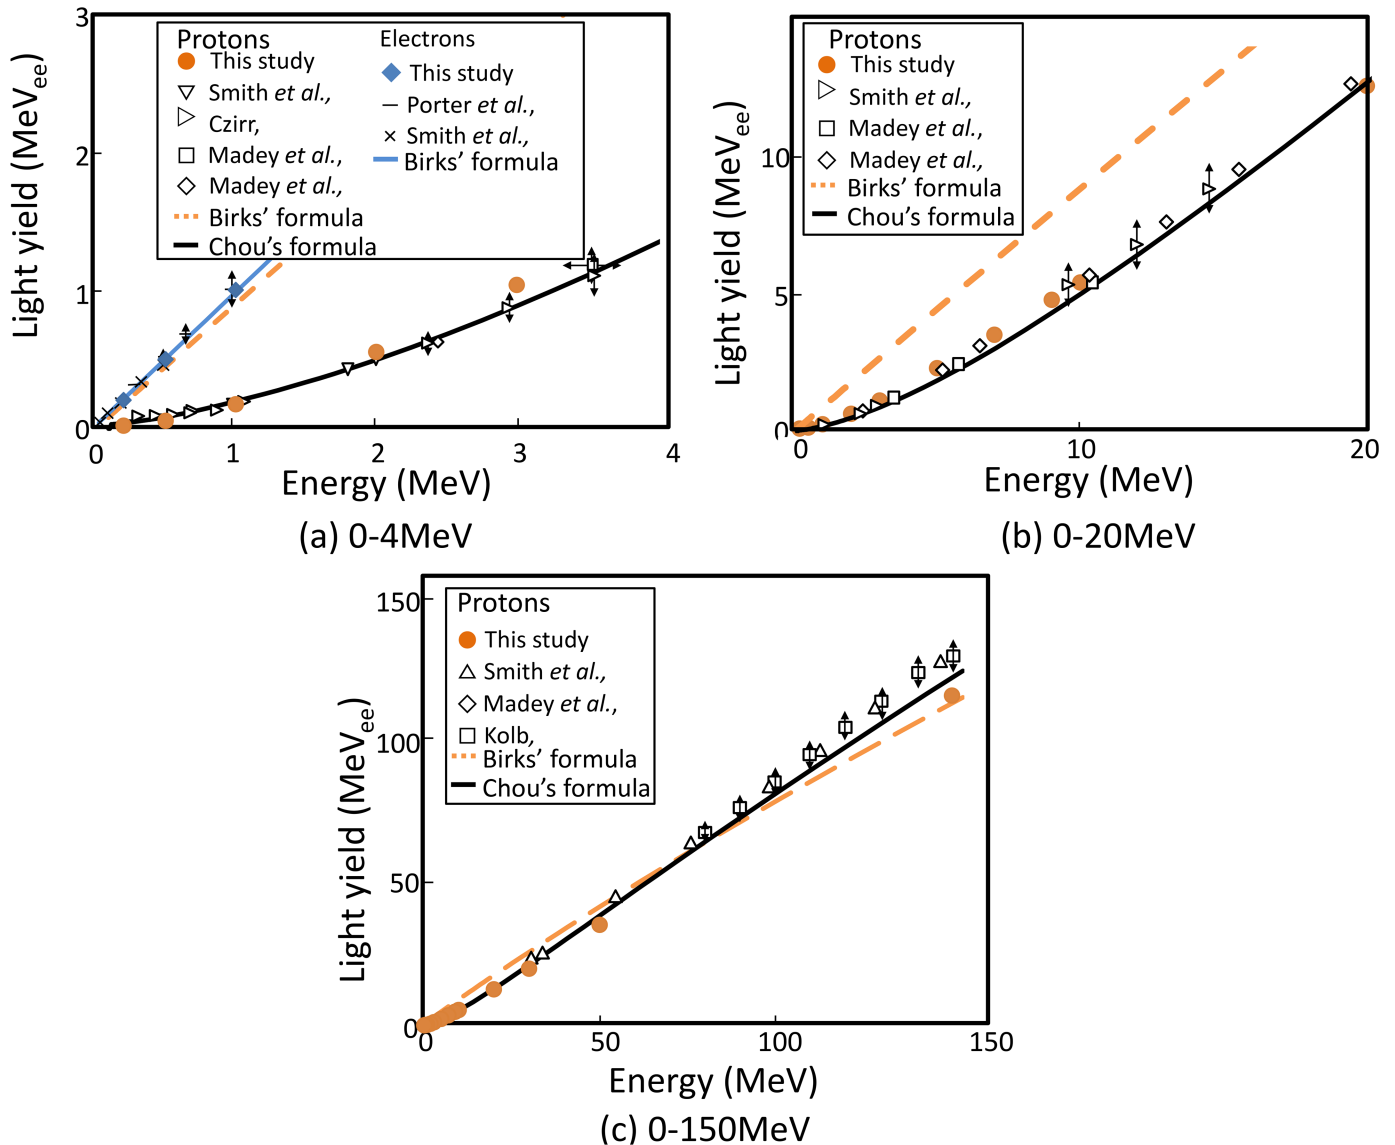 3
2
1
0
Light yield (MeVee)
Protons
This study
Smith et al.,
Czirr,
Madey et al.,
Madey et al.,
Birks’ formula
Chou’s formula
Electrons
This study
Porter et al.,
Smith et al.,
Birks’ formula
0 1 2 3 4
Energy (MeV)
(a) 0-4MeV
10
5
0
Light yield (MeVee)
Protons
This study
Smith et al.,
Madey et al.,
Madey et al.,
Birks’ formula
Chou’s formula
0 10 20
Energy (MeV)
(b) 0-20MeV
150
100
50
0
Light yield (MeVee)
Protons
This study
Smith et al.,
Madey et al.,
Kolb,
Birks’ formula
Chou’s formula
0 50 100 150
Energy (MeV)
(c) 0-150MeV